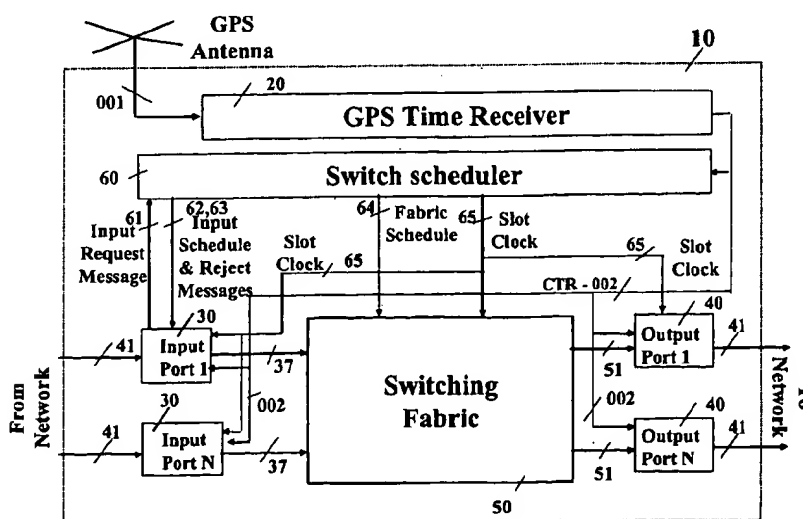 GPS
Antenna
10
001
20
GPS Time Receiver
60
Switch scheduler
61
62,63
64
65
Input
Request
Message
Input
Schedule
& Reject
Messages
Fabric
Schedule
Slot
Clock
Slot
Clock
65
65
Slot
Clock
CTR - 002
30
40
41
Input
Port 1
37
Switching
Fabric
51
Output
Port 1
41
From
Network
Network
002
002
30
40
41
Input
Port N
37
51
Output
Port N
41
50